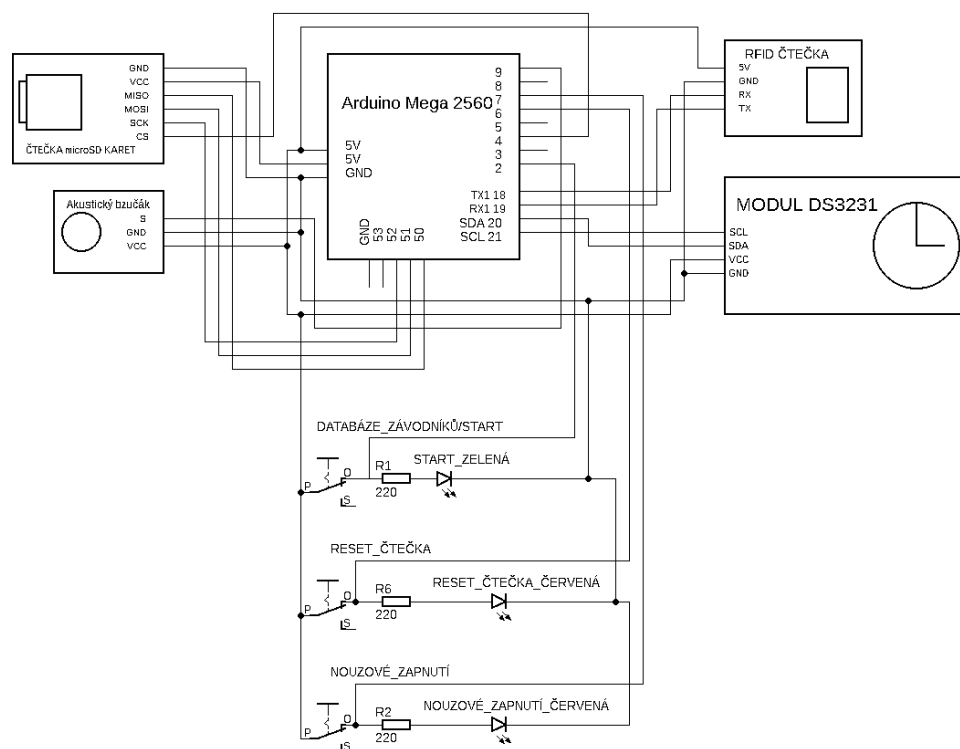 GND
VCC
MISO
MOSI
SCK
CS
ČTEČKA microSD KARET
Akustický bzučák
S
GND
VCC
Arduino Mega 2560
5V
5V
GND
9
8
7
6
5
4
3
2
TX1 18
RX1 19
SDA 20
SCL 21
GND
53
52
51
50
RFID ČTEČKA
5V
GND
RX
TX
MODUL DS3231
SCL
SDA
VCC
GND
DATABÁZE_ZÁVODNÍKŮ/START
START_ZELENÁ
P
O
S
R1
220
RESET_ČTEČKA
RESET_ČTEČKA_ČERVENÁ
P
O
S
R6
220
NOUZOVÉ_ZAPNUTÍ
NOUZOVÉ_ZAPNUTÍ_ČERVENÁ
P
O
S
R2
220